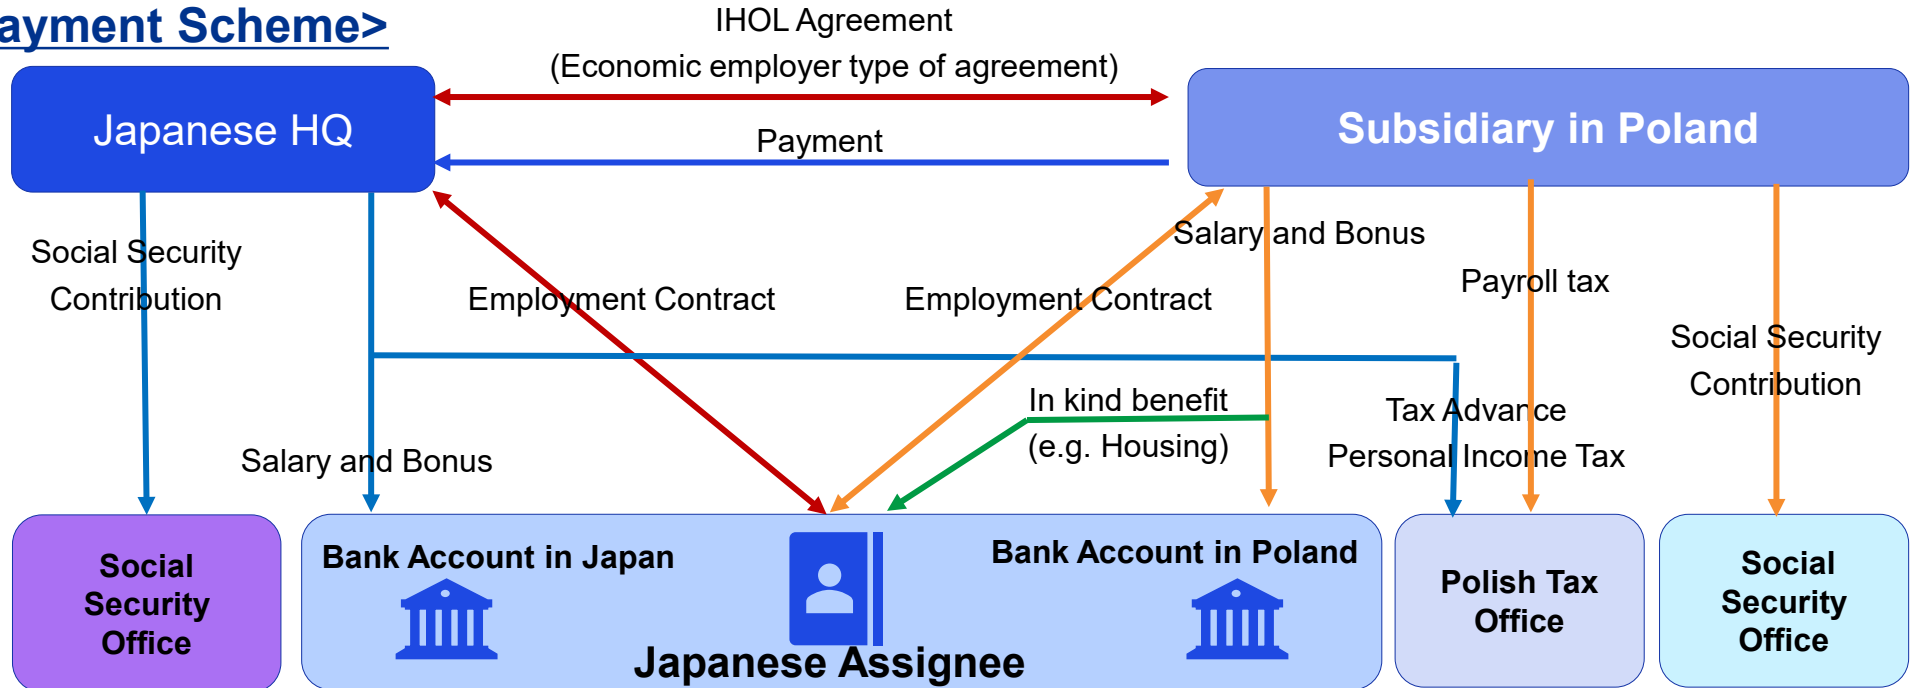 ayment Scheme>
IHOL Agreement
(Economic employer type of agreement)
Japanese HQ
Subsidiary in Poland
Payment
Salary and Bonus
Social Security
Contribution
Employment Contract
Employment Contract
Payroll tax
Social Security
Contribution
In kind benefit
(e.g. Housing)
Tax Advance
Personal Income Tax
Salary and Bonus
Social
Security
Office
Bank Account in Japan
Bank Account in Poland
Japanese Assignee
Polish Tax
Office
Social
Security
Office